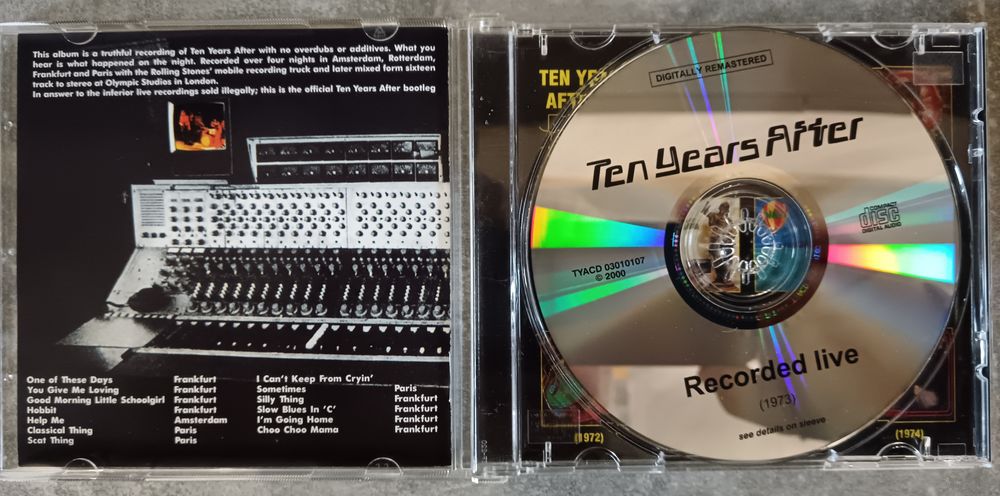 This album is a truthful recording of Ten Years After with no overdubs or additives. What you
hear is what happened on the night. Recorded over four nights in Amsterdam, Rotterdam,
Frankfurt and Paris with the Rolling Stones' mobile recording truck and later mixed form sixteen
track to stereo at Olympic Studios in London.
In answer to the inferior live recordings sold illegally; this is the official Ten Years After bootleg
One of These Days Frankfurt
You Give Me Loving Frankfurt
Good Morning Little Schoolgirl Frankfurt
Hobbit Frankfurt
Help Me Amsterdam
Classical Thing Paris
Scat Thing Paris
I Can't Keep From Cryin'
Sometimes Paris
Silly Thing Frankfurt
Slow Blues In 'C' Frankfurt
I'm Going Home Frankfurt
Choo Choo Mama Frankfurt
TEN
DIGITALLY REMASTERED
Ten Years After
COMPACT
disc
DIGITAL AUDIO
TYACD 03010107
© 2000
Recorded live
(1973)
see details on sleeve
(1972)
(1974)